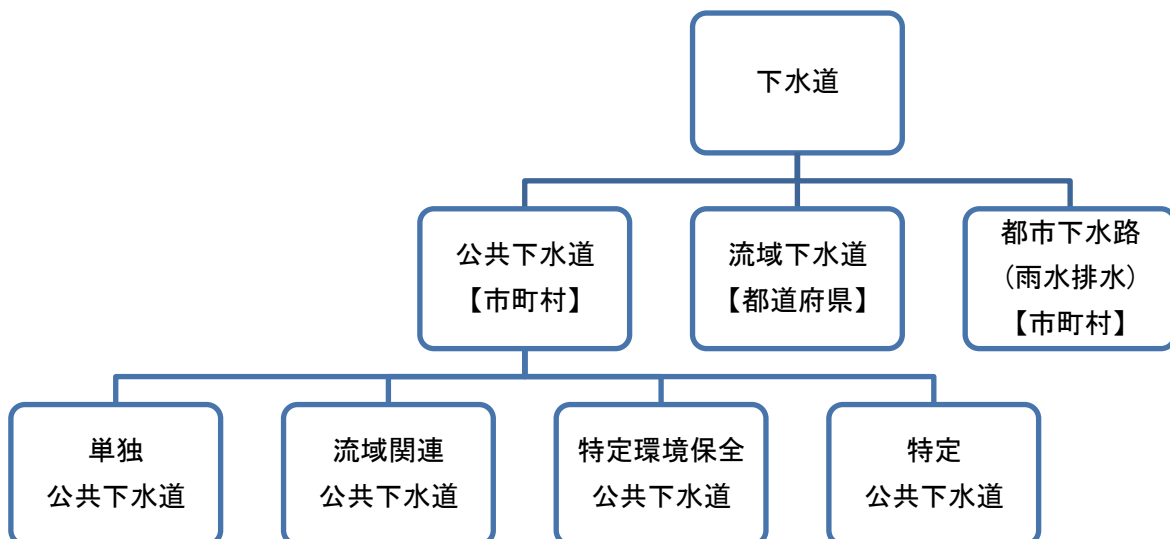 下水道
公共下水道
【市町村】
流域下水道
【都道府県】
都市下水路
（雨水排水）
【市町村】
単独
公共下水道
流域関連
公共下水道
特定環境保全
公共下水道
特定
公共下水道